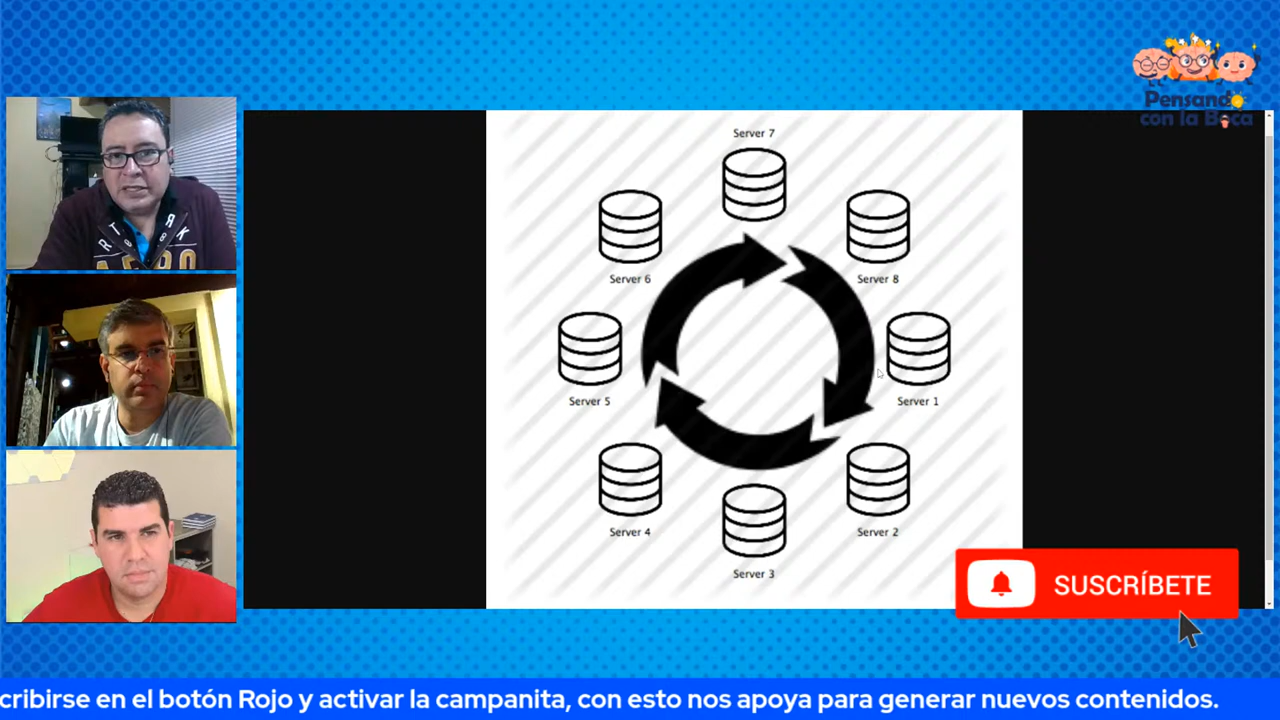 Pensando
con la Boca
Server 7
Server 6
Server 8
Server 5
Server 1
Server 4
Server 2
Server 3
SUSCRÍBETE
cribirse en el botón Rojo y activar la campanita, con esto nos apoya para generar nuevos contenidos.